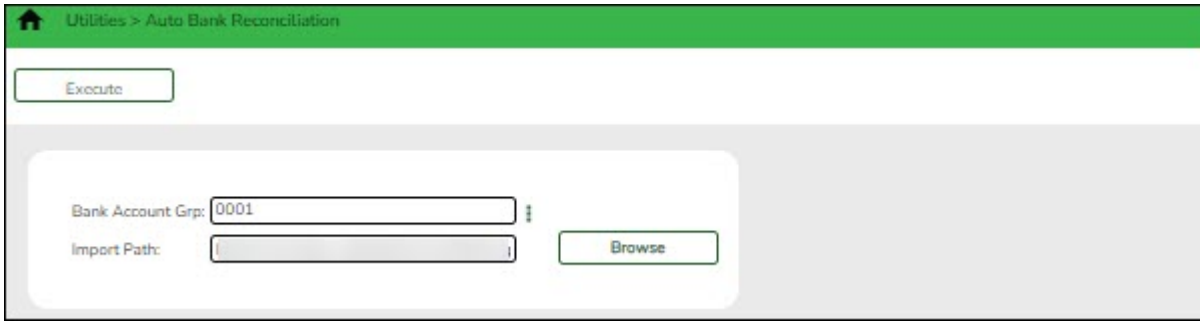 Utilities > Auto Bank Reconciliation
Execute
Bank Account Grp: 0001
Import Path:
Browse